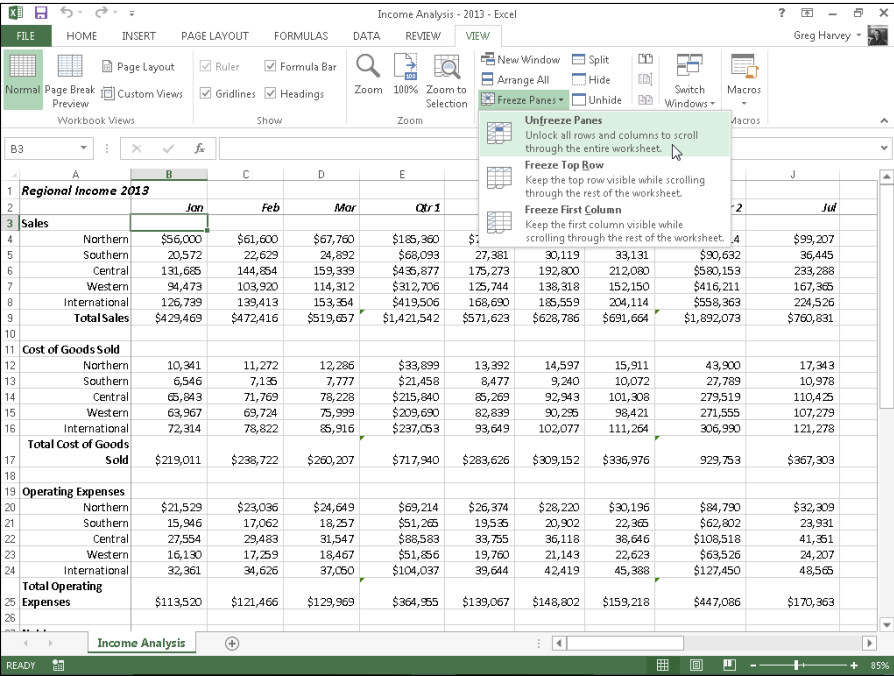 Income Analysis - 2013 - Excel
?
FILE HOME INSERT PAGE LAYOUT FORMULAS DATA REVIEW VIEW Greg Harvey
Normal Page Break Preview Page Layout Custom Views
Workbook Views
Ruler Formula Bar
Gridlines Headings
Show
Zoom 100% Zoom to Selection
Zoom
New Window Split
Arrange All Hide
Freeze Panes Unhide
Switch Windows
Macros
Macros
Unfreeze Panes
Unlock all rows and columns to scroll
through the entire worksheet.
Freeze Top Row
Keep the top row visible while scrolling
through the rest of the worksheet.
Freeze First Column
Keep the first column visible while
scrolling through the rest of the worksheet.
B3 fx
A B C D E J
1 Regional Income 2013
2 Jan Feb Mar Qtr 1 r 2 Jul
3 Sales
4 Northern $56,000 $61,600 $67,760 $185,360 $7 4 $99,207
5 Southern 20,572 22,629 24,892 $68,093 27,381 30,119 33,131 $90,632 36,445
6 Central 131,685 144,854 159,339 $435,877 175,273 192,800 212,080 $580,153 233,288
7 Western 94,473 103,920 114,312 $312,706 125,744 138,318 152,150 $416,211 167,365
8 International 126,739 139,413 153,354 $419,506 168,690 185,559 204,114 $558,363 224,526
9 Total Sales $429,469 $472,416 $519,657 $1,421,542 $571,623 $628,786 $691,664 $1,892,073 $760,831
10
11 Cost of Goods Sold
12 Northern 10,341 11,272 12,286 $33,899 13,392 14,597 15,911 43,900 17,343
13 Southern 6,546 7,135 7,777 $21,458 8,477 9,240 10,072 27,789 10,978
14 Central 65,843 71,769 78,228 $215,840 85,269 92,943 101,308 279,519 110,425
15 Western 63,967 69,724 75,999 $209,690 82,839 90,295 98,421 271,555 107,279
16 International 72,314 78,822 85,916 $237,053 93,649 102,077 111,264 306,990 121,278
Total Cost of Goods
17 Sold $219,011 $238,722 $260,207 $717,940 $283,626 $309,152 $336,976 929,753 $367,303
18
19 Operating Expenses
20 Northern $21,529 $23,036 $24,649 $69,214 $26,374 $28,220 $30,196 $84,790 $32,309
21 Southern 15,946 17,062 18,257 $51,265 19,535 20,902 22,365 $62,802 23,931
22 Central 27,554 29,483 31,547 $88,583 33,755 36,118 38,646 $108,518 41,351
23 Western 16,130 17,259 18,467 $51,856 19,760 21,143 22,623 $63,526 24,207
24 International 32,361 34,626 37,050 $104,037 39,644 42,419 45,388 $127,450 48,565
Total Operating
25 Expenses $113,520 $121,466 $129,969 $364,955 $139,067 $148,802 $159,218 $447,086 $170,363
26
Income Analysis
READY 85%